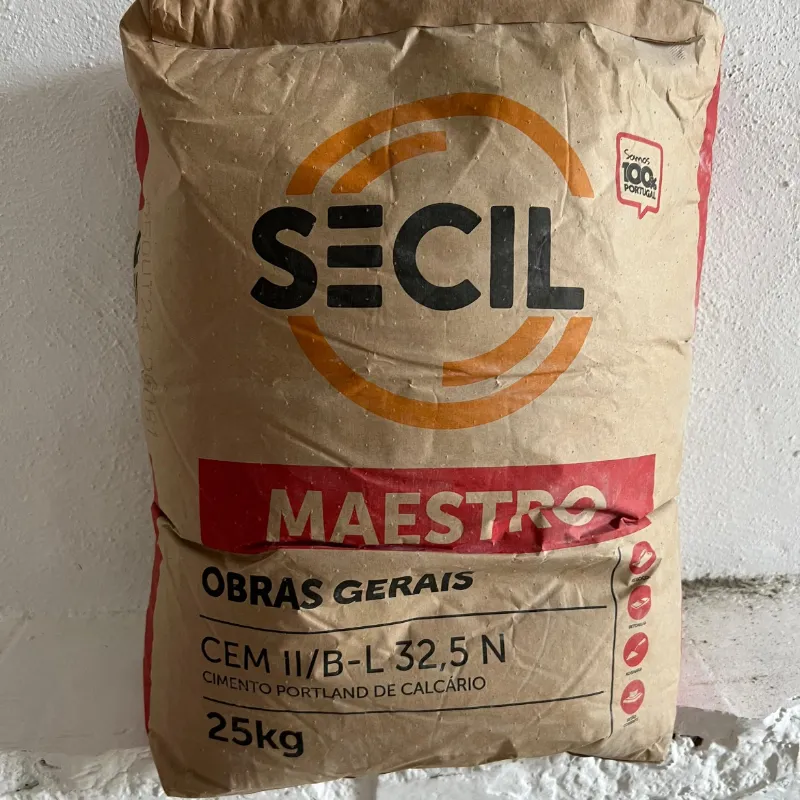 SECIL
Somos
100%
PORTUGAL
MAESTRO
OBRAS GERAIS
CEM II/B-L 32,5 N
CIMENTO PORTLAND DE CALCÁRIO
25kg